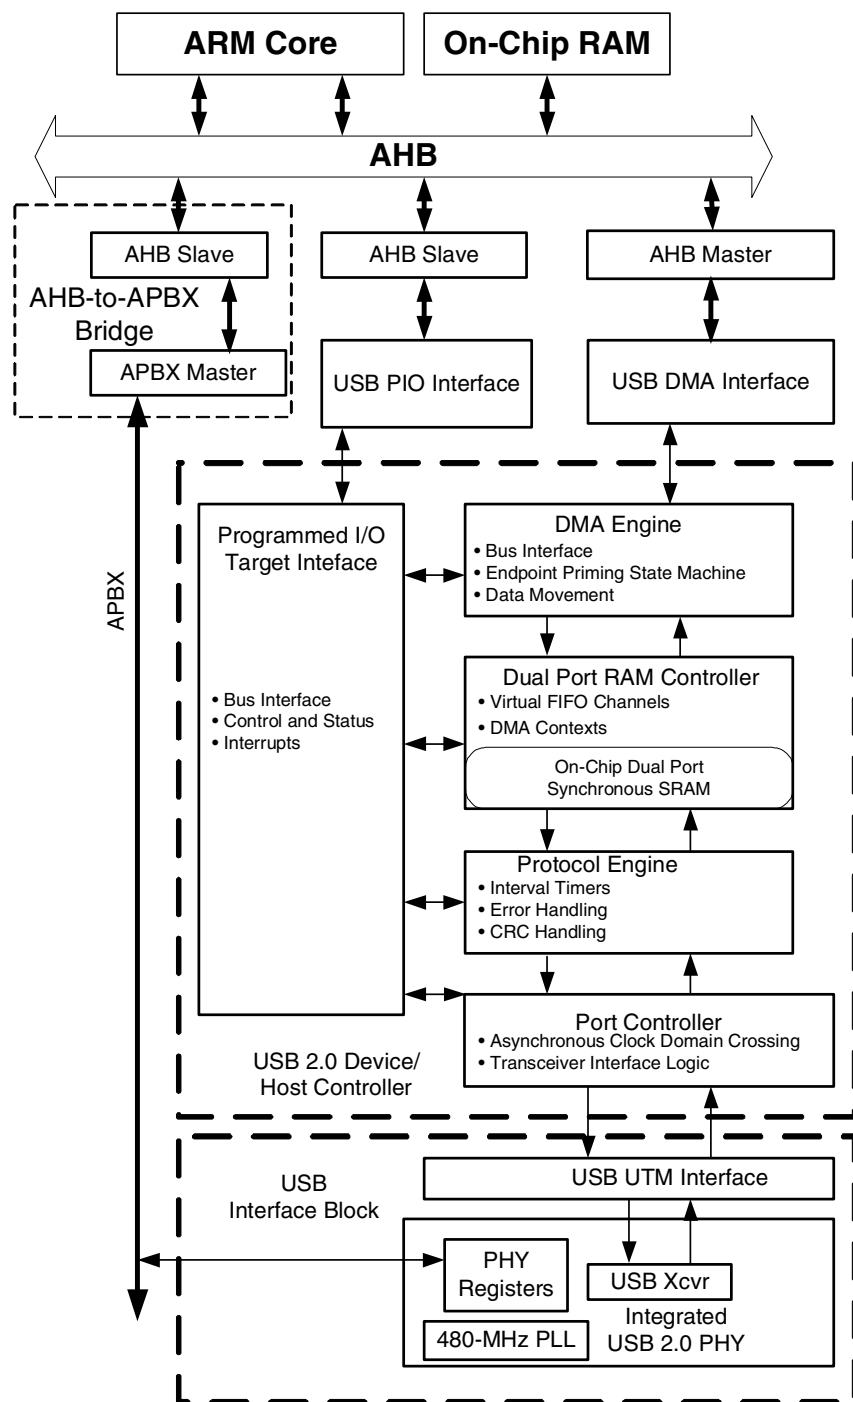 ARM Core
On-Chip RAM
AHB
AHB Slave
AHB Slave
AHB Master
AHB-to-APBX
Bridge
APBX Master
USB PIO Interface
USB DMA Interface
APBX
Programmed I/O
Target Inteface
• Bus Interface
• Control and Status
• Interrupts
DMA Engine
• Bus Interface
• Endpoint Priming State Machine
• Data Movement
Dual Port RAM Controller
• Virtual FIFO Channels
• DMA Contexts
On-Chip Dual Port
Synchronous SRAM
Protocol Engine
• Interval Timers
• Error Handling
• CRC Handling
Port Controller
• Asynchronous Clock Domain Crossing
• Transceiver Interface Logic
USB 2.0 Device/
Host Controller
USB UTM Interface
USB
Interface Block
PHY
Registers
USB Xcvr
Integrated
USB 2.0 PHY
480-MHz PLL